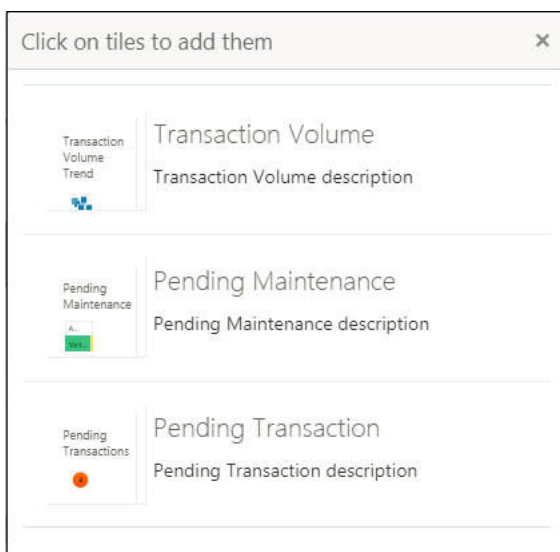 Click on tiles to add them ×
Transaction
Volume
Trend
Transaction Volume
Transaction Volume description
Pending
Maintenance
A...
Pending Maintenance
Pending Maintenance description
Pending
Transactions
Pending Transaction
Pending Transaction description